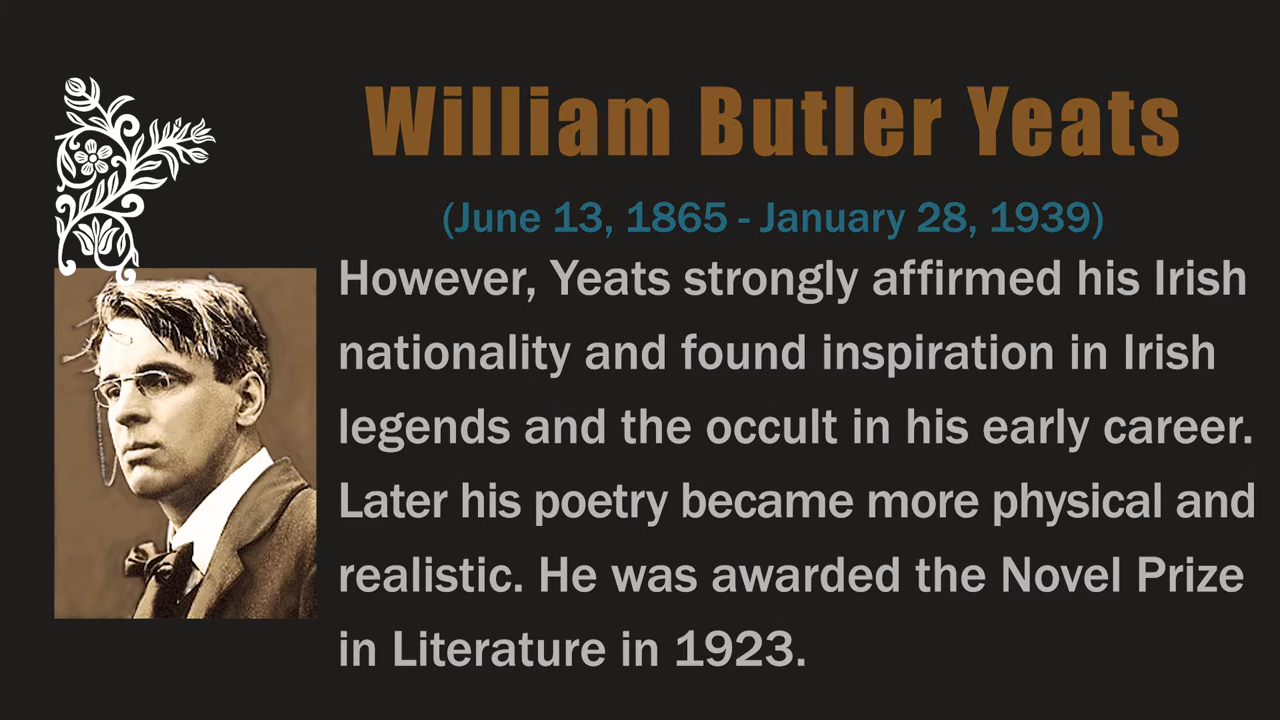 William Butler Yeats
(June 13, 1865 - January 28, 1939)
However, Yeats strongly affirmed his Irish
nationality and found inspiration in Irish
legends and the occult in his early career.
Later his poetry became more physical and
realistic. He was awarded the Novel Prize
in Literature in 1923.